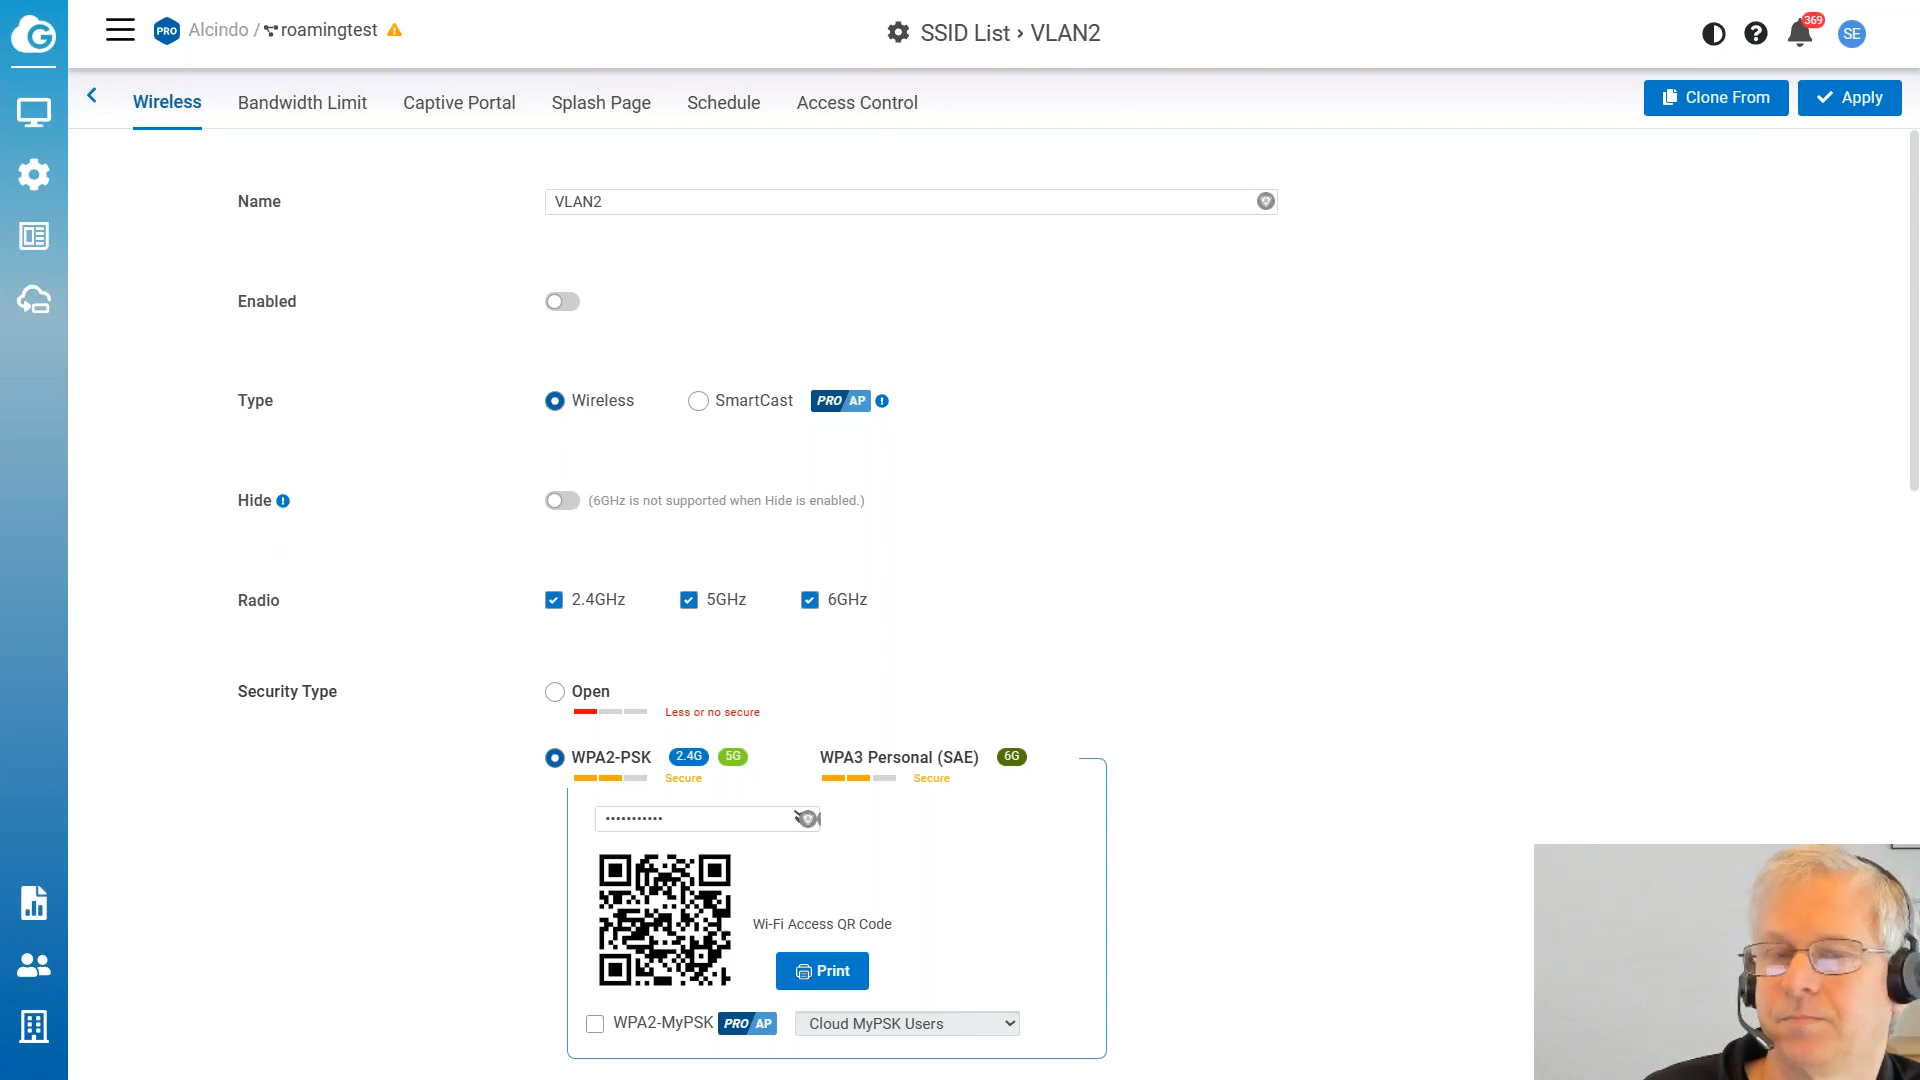 PRO Alcindo / roamingtest
SSID List › VLAN2
369
SE
Wireless
Bandwidth Limit
Captive Portal
Splash Page
Schedule
Access Control
Clone From
Apply
Name
VLAN2
Enabled
Type
Wireless
SmartCast
PRO AP
Hide
(6GHz is not supported when Hide is enabled.)
Radio
2.4GHz
5GHz
6GHz
Security Type
Open
Less or no secure
WPA2-PSK 2.4G 5G
WPA3 Personal (SAE) 6G
Secure
Secure
•••••••••••
Wi-Fi Access QR Code
Print
WPA2-MyPSK PRO AP
Cloud MyPSK Users